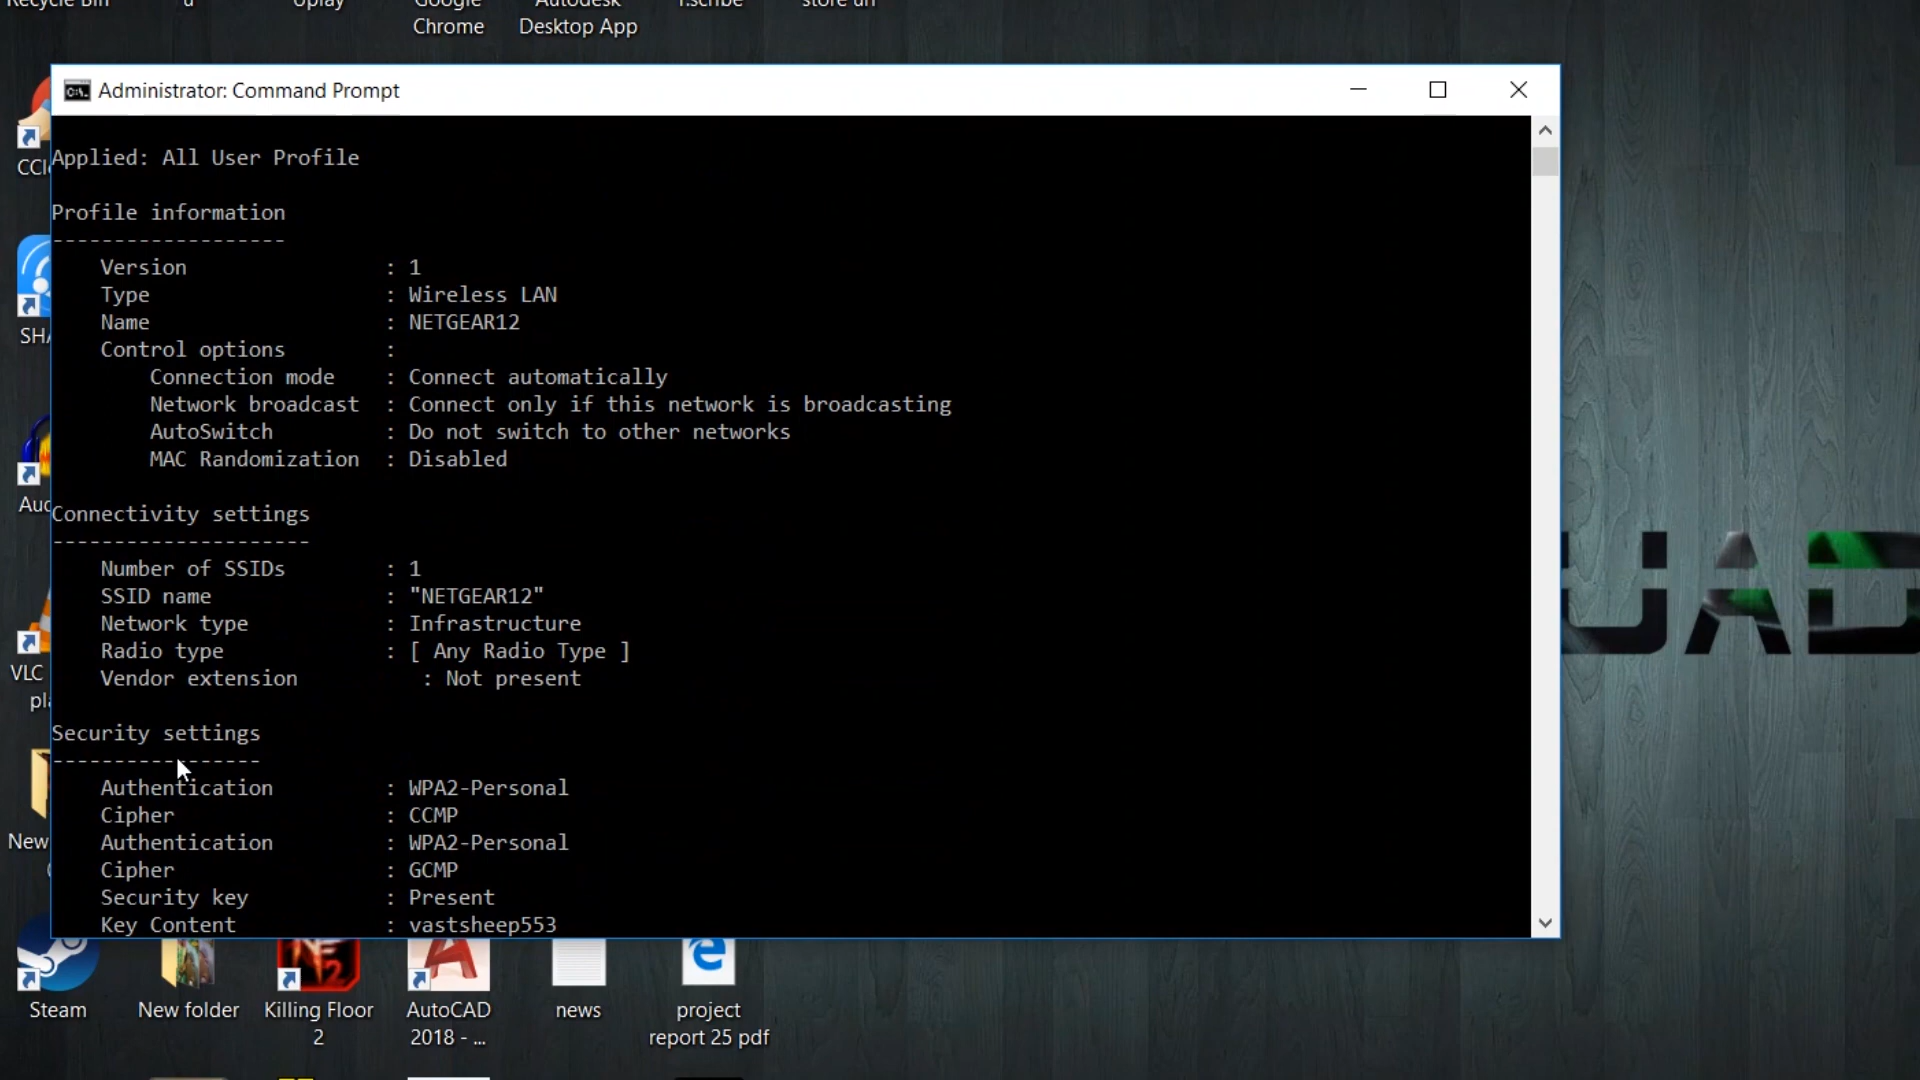 Google
Chrome
Autodesk
Desktop App
Administrator: Command Prompt
Applied: All User Profile
Profile information
-------------------
Version : 1
Type : Wireless LAN
Name : NETGEAR12
Control options :
Connection mode : Connect automatically
Network broadcast : Connect only if this network is broadcasting
AutoSwitch : Do not switch to other networks
MAC Randomization : Disabled
Connectivity settings
---------------------
Number of SSIDs : 1
SSID name : "NETGEAR12"
Network type : Infrastructure
Radio type : [ Any Radio Type ]
Vendor extension : Not present
Security settings
-----------------
Authentication : WPA2-Personal
Cipher : CCMP
Authentication : WPA2-Personal
Cipher : GCMP
Security key : Present
Key Content : vastsheep553
VLC
New
Steam
New folder
Killing Floor
2
AutoCAD
2018 - ...
news
project
report 25 pdf